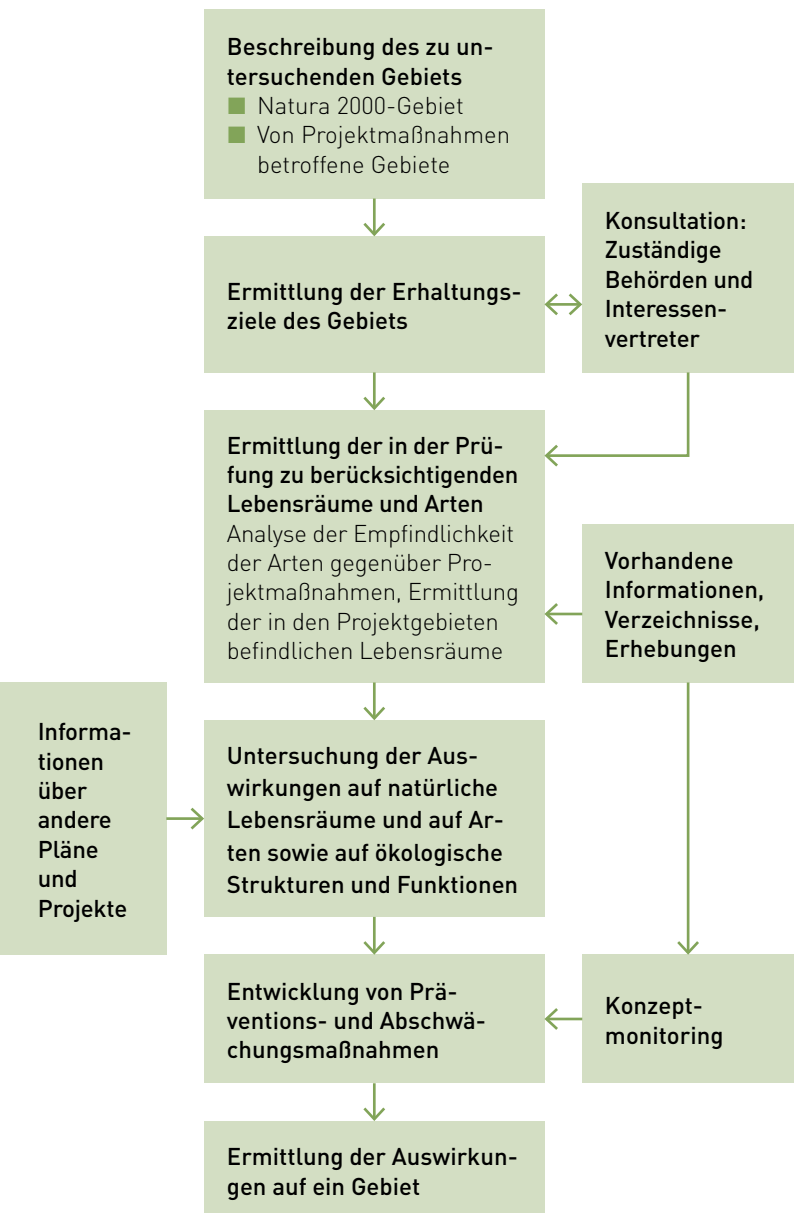 Beschreibung des zu un-
tersuchenden Gebiets
■ Natura 2000-Gebiet
■ Von Projektmaßnahmen
betroffene Gebiete
Konsultation:
Zuständige
Behörden und
Interessen-
vertreter
Ermittlung der Erhaltungs-
ziele des Gebiets
Ermittlung der in der Prü-
fung zu berücksichtigenden
Lebensräume und Arten
Analyse der Empfindlichkeit
der Arten gegenüber Pro-
jektmaßnahmen, Ermittlung
der in den Projektgebieten
befindlichen Lebensräume
Vorhandene
Informationen,
Verzeichnisse,
Erhebungen
Informa-
tionen
über
andere
Pläne
und
Projekte
Untersuchung der Aus-
wirkungen auf natürliche
Lebensräume und auf Ar-
ten sowie auf ökologische
Strukturen und Funktionen
Entwicklung von Prä-
ventions- und Abschwä-
chungsmaßnahmen
Konzept-
monitoring
Ermittlung der Auswirkun-
gen auf ein Gebiet